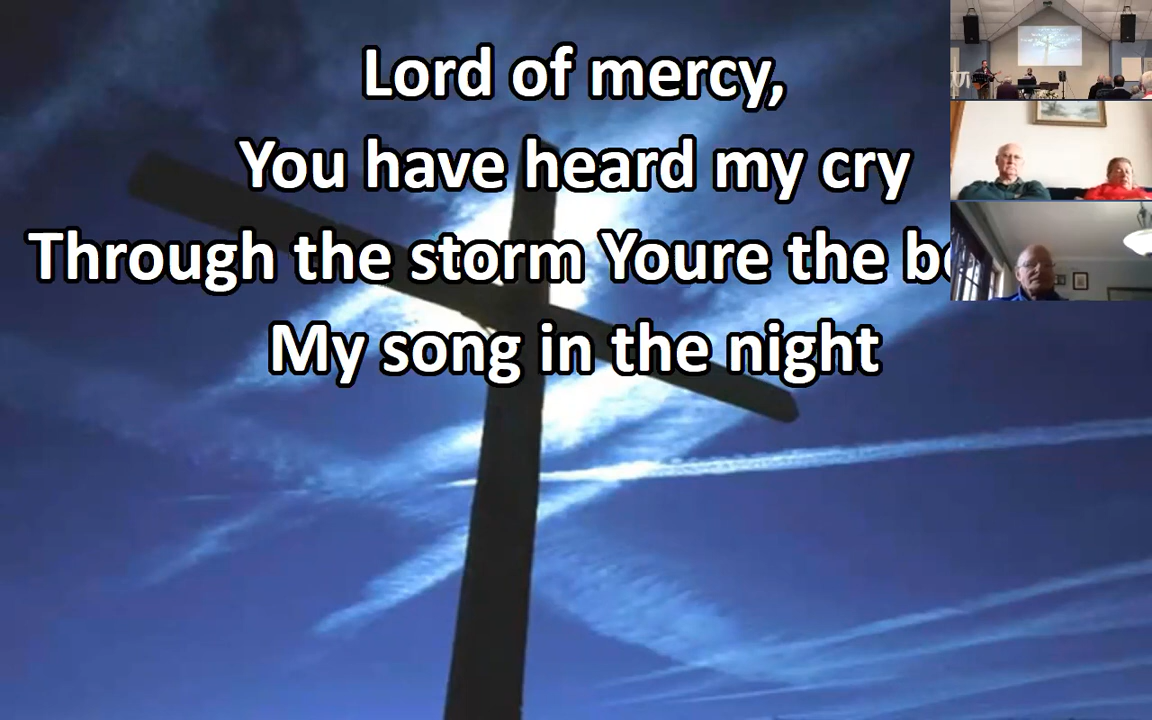 Lord of mercy,
You have heard my cry
Through the storm Youre the
My song in the night